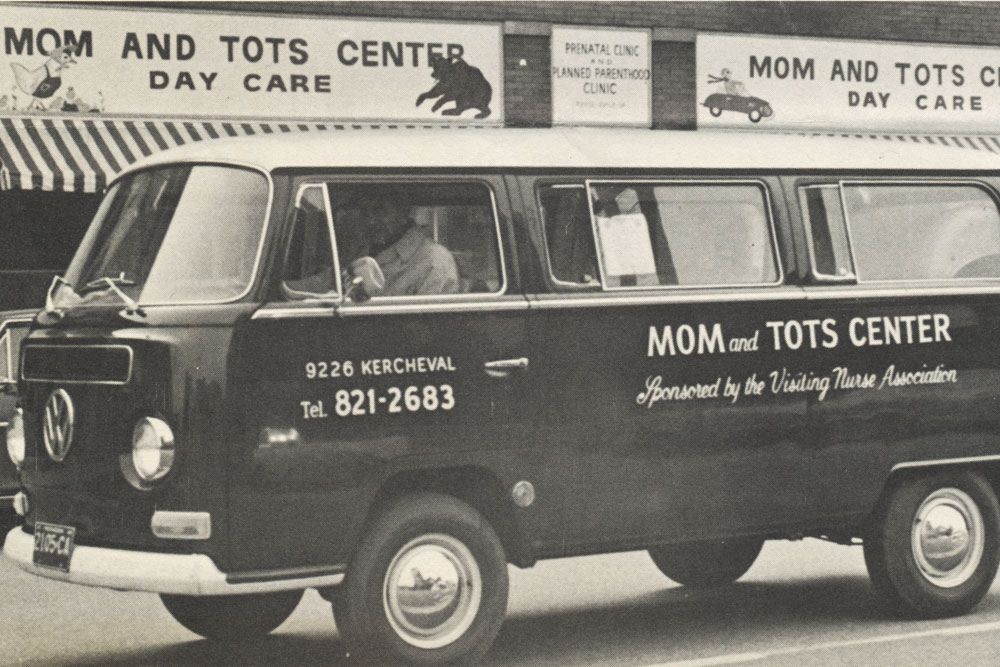 MOM AND TOTS CENTER
DAY CARE
PRENATAL CLINIC
AND
PLANNED PARENTHOOD
CLINIC
MOM AND TOTS
DAY CARE
9226 KERCHEVAL
Tel. 821-2683
MOM and TOTS CENTER
Sponsored by the Visiting Nurse Association